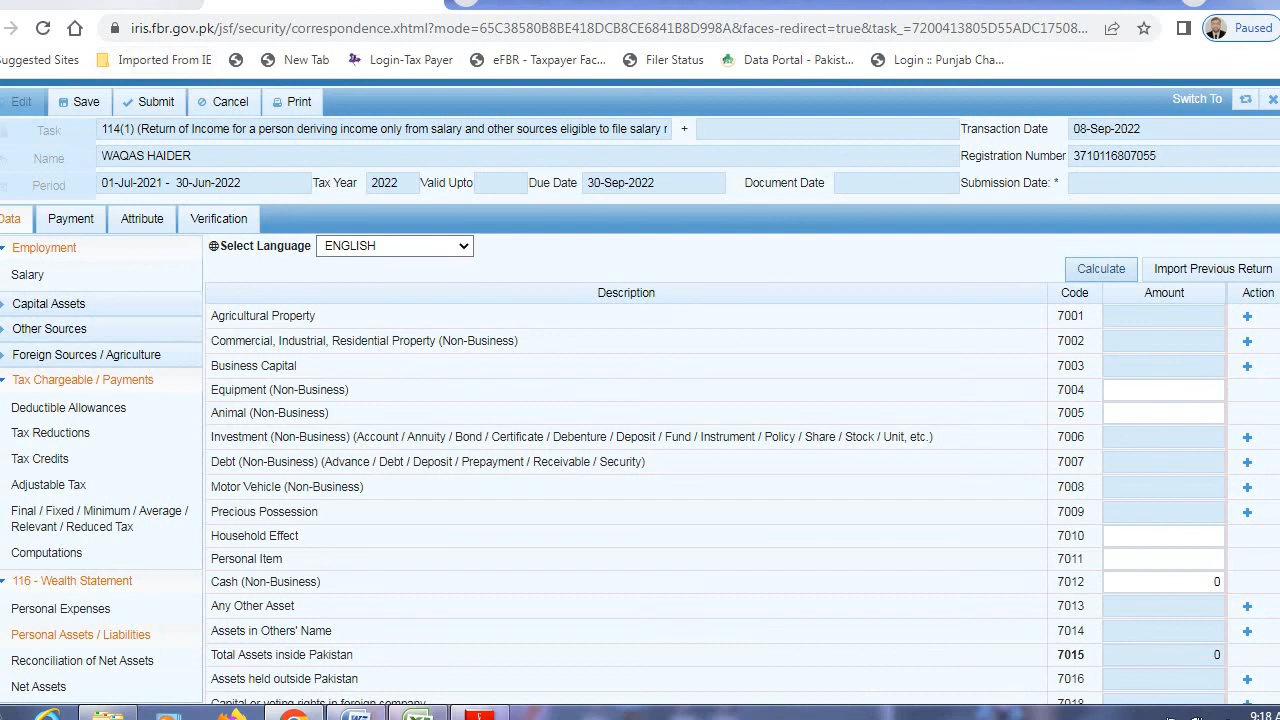 iris.fbr.gov.pk/jsf/security/correspondence.xhtml?mode=65C38580B8BE418DCB8CE6841B8D998A&faces-redirect=true&task_=7200413805D55ADC17508... Paused
uggested Sites Imported From IE New Tab Login-Tax Payer eFBR - Taxpayer Fac... Filer Status Data Portal - Pakist... Login :: Punjab Cha...
Edit Save Submit Cancel Print Switch To
Task 114(1) (Return of Income for a person deriving income only from salary and other sources eligible to file salary r + Transaction Date 08-Sep-2022
Name WAQAS HAIDER Registration Number 3710116807055
Period 01-Jul-2021 - 30-Jun-2022 Tax Year 2022 Valid Upto Due Date 30-Sep-2022 Document Date Submission Date: *
Data Payment Attribute Verification
Employment
Salary
Capital Assets
Other Sources
Foreign Sources / Agriculture
Tax Chargeable / Payments
Deductible Allowances
Tax Reductions
Tax Credits
Adjustable Tax
Final / Fixed / Minimum / Average /
Relevant / Reduced Tax
Computations
116 - Wealth Statement
Personal Expenses
Personal Assets / Liabilities
Reconciliation of Net Assets
Net Assets
Select Language ENGLISH
Calculate Import Previous Return
Description Code Amount Action
Agricultural Property 7001
Commercial, Industrial, Residential Property (Non-Business) 7002
Business Capital 7003
Equipment (Non-Business) 7004
Animal (Non-Business) 7005
Investment (Non-Business) (Account / Annuity / Bond / Certificate / Debenture / Deposit / Fund / Instrument / Policy / Share / Stock / Unit, etc.) 7006
Debt (Non-Business) (Advance / Debt / Deposit / Prepayment / Receivable / Security) 7007
Motor Vehicle (Non-Business) 7008
Precious Possession 7009
Household Effect 7010
Personal Item 7011
Cash (Non-Business) 7012 0
Any Other Asset 7013
Assets in Others' Name 7014
Total Assets inside Pakistan 7015 0
Assets held outside Pakistan 7016
Capital or voting rights in foreign company 7018
9:18 A